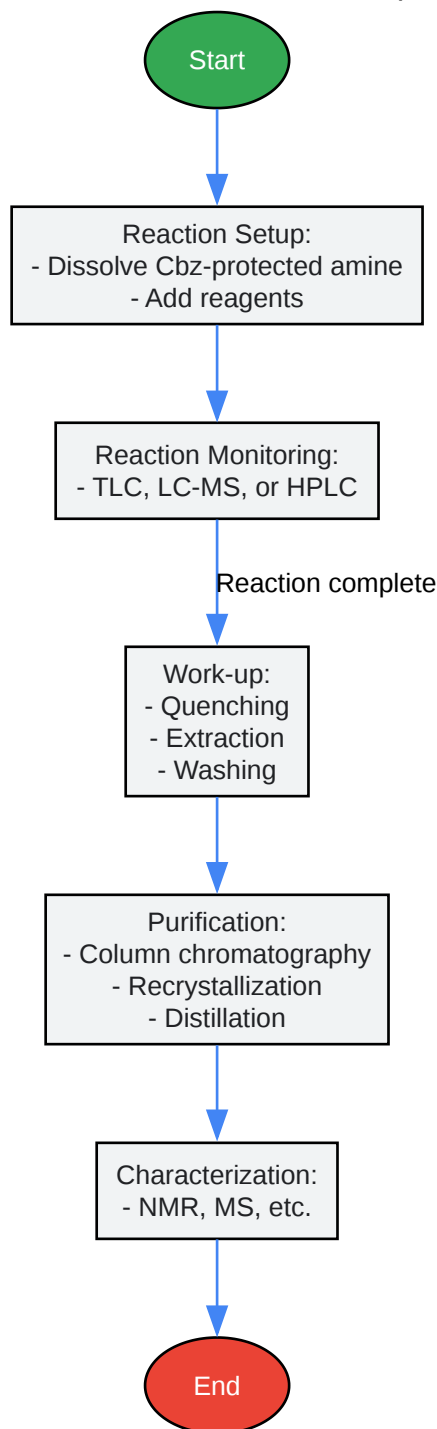 Start
Reaction Setup:
- Dissolve Cbz-protected amine
- Add reagents
Reaction Monitoring:
- TLC, LC-MS, or HPLC
Reaction complete
Work-up:
- Quenching
- Extraction
- Washing
Purification:
- Column chromatography
- Recrystallization
- Distillation
Characterization:
- NMR, MS, etc.
End